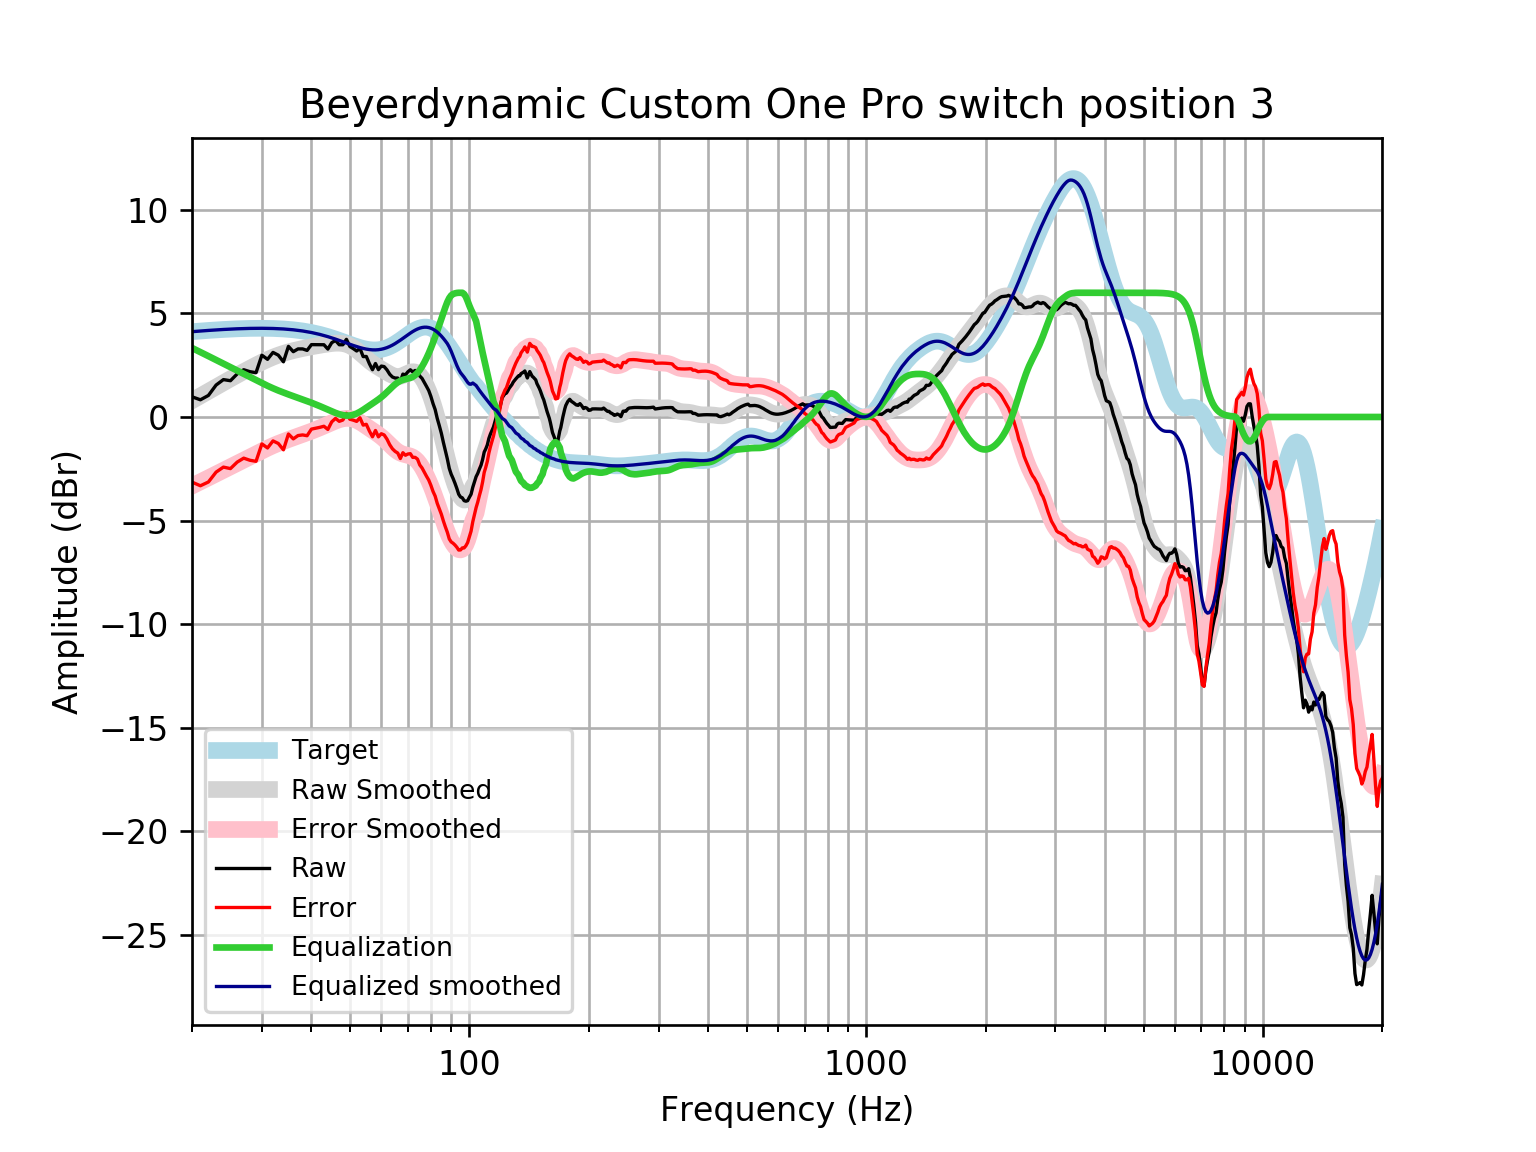 Beyerdynamic Custom One Pro switch position 3
Amplitude (dBr)
10
5
0
−5
−10
−15
−20
−25
Target
Raw Smoothed
Error Smoothed
Raw
Error
Equalization
Equalized smoothed
100 1000 10000
Frequency (Hz)